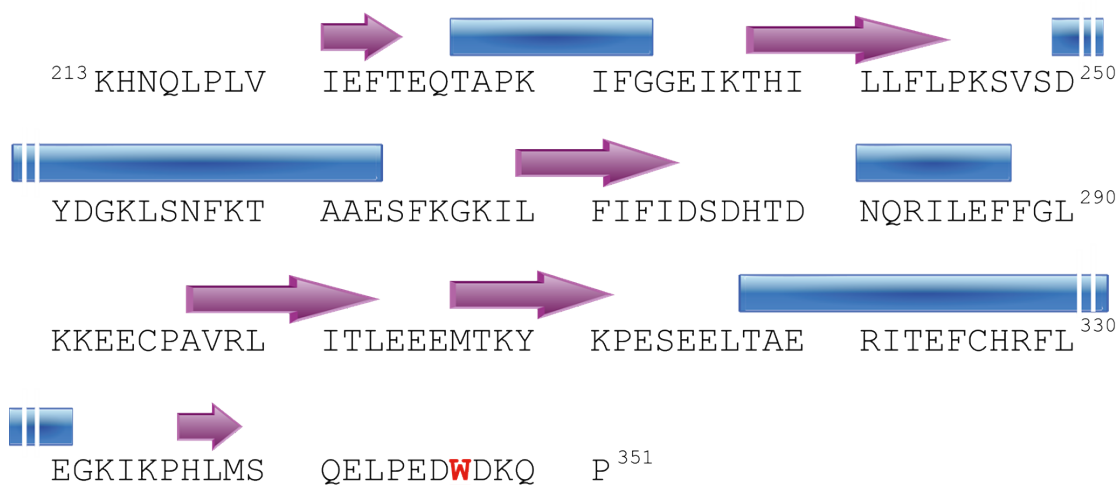 213 KHNQLPLV IEFTEQTAPK IFGGEIKTHI LLFLPKSVSD 250
YDGKLSNFKT AAESFKGKIL FIFIDSDHTD NQRILEFFGL 290
KKEECPAVRL ITLEEEMTKY KPESEELTAE RITEFCHRFL 330
EGKIKPHLMS QELPEDWDKQ P 351